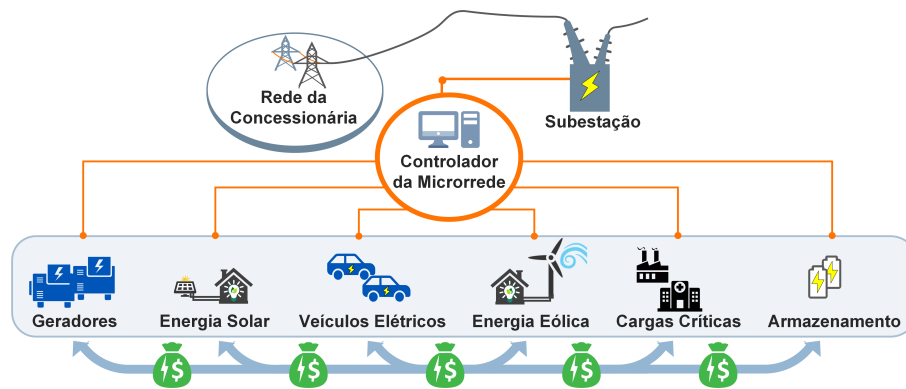 Rede da
Concessionária
Subestação
Controlador
da Microrrede
Geradores
Energia Solar
Veículos Elétricos
Energia Eólica
Cargas Críticas
Armazenamento
$
$
$
$
$